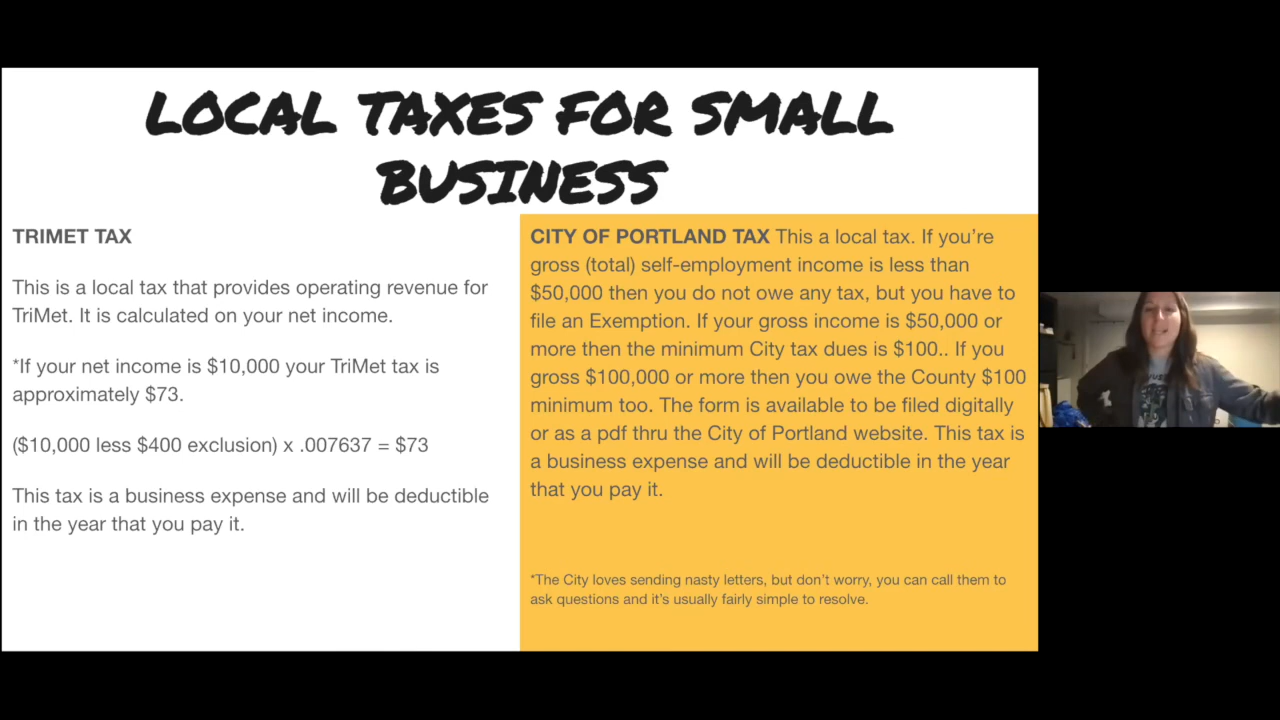 LOCAL TAXES FOR SMALL
BUSINESS
TRIMET TAX
This is a local tax that provides operating revenue for
TriMet. It is calculated on your net income.
*If your net income is $10,000 your TriMet tax is
approximately $73.
($10,000 less $400 exclusion) x .007637 = $73
This tax is a business expense and will be deductible
in the year that you pay it.
CITY OF PORTLAND TAX This a local tax. If you're
gross (total) self-employment income is less than
$50,000 then you do not owe any tax, but you have to
file an Exemption. If your gross income is $50,000 or
more then the minimum City tax dues is $100.. If you
gross $100,000 or more then you owe the County $100
minimum too. The form is available to be filed digitally
or as a pdf thru the City of Portland website. This tax is
a business expense and will be deductible in the year
that you pay it.
*The City loves sending nasty letters, but don't worry, you can call them to
ask questions and it's usually fairly simple to resolve.